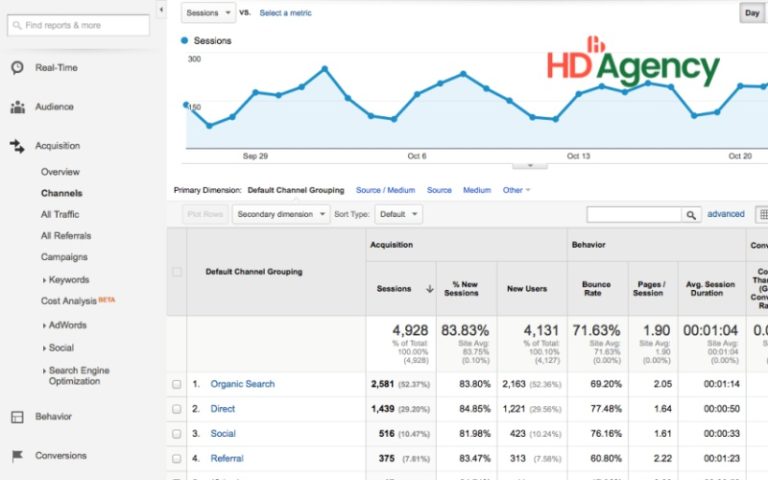 Find reports & more
Real-Time
Audience
Acquisition
Overview
Channels
All Traffic
All Referrals
Campaigns
Keywords
Cost Analysis BETA
AdWords
Social
Search Engine
Optimization
Behavior
Conversions
Sessions VS. Select a metric Day
Sessions
300
150
HD Agency
Sep 29 Oct 6 Oct 13 Oct 20
Primary Dimension: Default Channel Grouping Source / Medium Source Medium Other
Plot Rows Secondary dimension Sort Type: Default advanced
Default Channel Grouping
Acquisition Behavior
Sessions % New Sessions New Users Bounce Rate Pages / Session Avg. Session Duration
4,928 83.83% 4,131 71.63% 1.90 00:01:04
% of Total: Site Avg: % of Total: Site Avg: Site Avg: Site Avg:
100.00% 83.75% 100.10% 71.63% 1.90 00:01:04
(4,928) (0.10%) (4,127) (0.00%) (0.00%) (0.00%)
1. Organic Search 2,581 (52.37%) 83.80% 2,163 (52.36%) 69.20% 2.05 00:01:14
2. Direct 1,439 (29.20%) 84.85% 1,221 (29.56%) 77.48% 1.64 00:00:50
3. Social 516 (10.47%) 81.98% 423 (10.24%) 76.16% 1.61 00:00:33
4. Referral 375 (7.61%) 83.47% 313 (7.58%) 60.80% 2.22 00:01:23